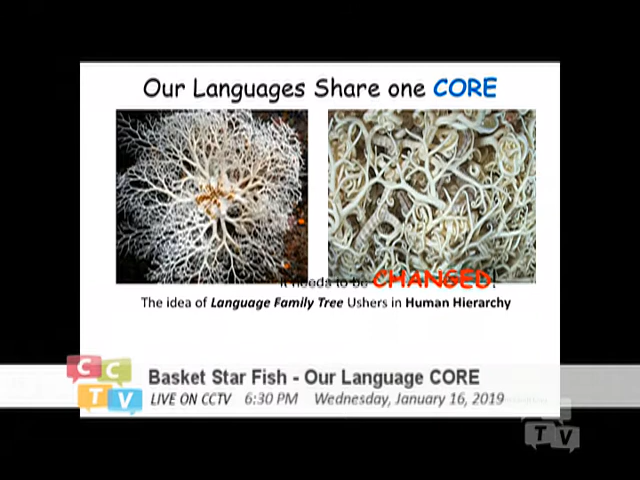 Our Languages Share one CORE
It needs to be CHANGED!
The idea of Language Family Tree Ushers in Human Hierarchy
CCTV
Basket Star Fish - Our Language CORE
LIVE ON CCTV 6:30 PM Wednesday, January 16, 2019
TV